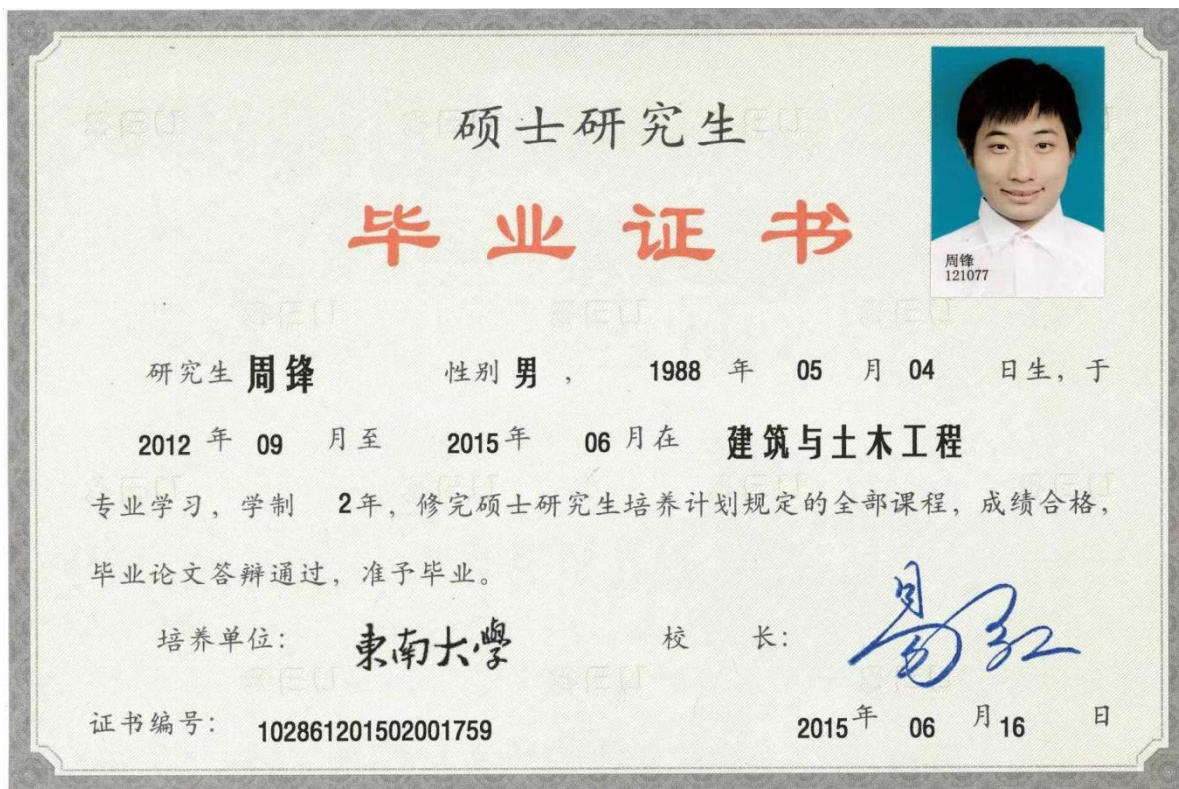 硕士研究生
毕业证书
周锋
121077
研究生 周锋 性别 男 ， 1988 年 05 月 04 日生，于
2012 年 09 月至 2015 年 06 月在 建筑与土木工程
专业学习，学制 2年，修完硕士研究生培养计划规定的全部课程，成绩合格，
毕业论文答辩通过，准予毕业。
培养单位： 東南大學 校 长： 易红
证书编号： 102861201502001759 2015 年 06 月 16 日